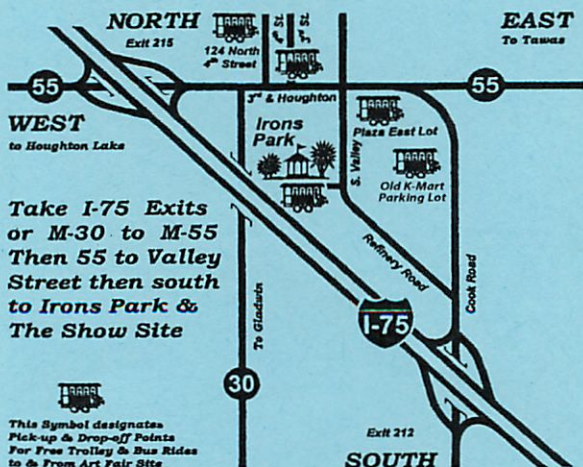 NORTH
Exit 215
124 North
4th Street
4th St.
3rd St.
EAST
To Tawas
55
55
3rd & Houghton
WEST
to Houghton Lake
Irons
Park
Plaza East Lot
S. Valley
Old K-Mart
Parking Lot
Take I-75 Exits
or M-30 to M-55
Then 55 to Valley
Street then south
to Irons Park &
The Show Site
Refinery Road
Cook Road
To Gladwin
I-75
30
This Symbol designates
Pick-up & Drop-off Points
For Free Trolley & Bus Rides
to & From Art Fair Site
Exit 212
SOUTH